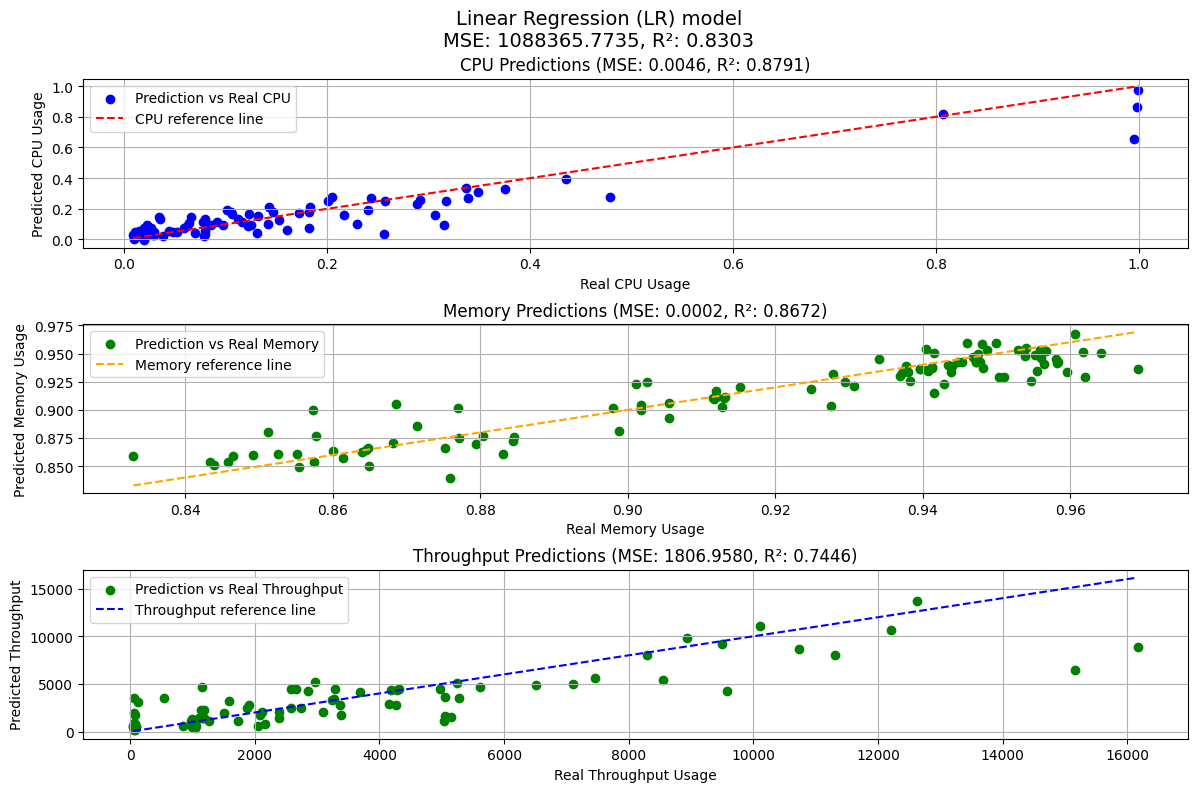 Linear Regression (LR) model
MSE: 1088365.7735, R²: 0.8303
CPU Predictions (MSE: 0.0046, R²: 0.8791)
Predicted CPU Usage
1.0
0.8
0.6
0.4
0.2
0.0
Prediction vs Real CPU
CPU reference line
0.0 0.2 0.4 0.6 0.8 1.0
Real CPU Usage
Memory Predictions (MSE: 0.0002, R²: 0.8672)
Predicted Memory Usage
0.975
0.950
0.925
0.900
0.875
0.850
Prediction vs Real Memory
Memory reference line
0.84 0.86 0.88 0.90 0.92 0.94 0.96
Real Memory Usage
Throughput Predictions (MSE: 1806.9580, R²: 0.7446)
Predicted Throughput
15000
10000
5000
0
Prediction vs Real Throughput
Throughput reference line
0 2000 4000 6000 8000 10000 12000 14000 16000
Real Throughput Usage